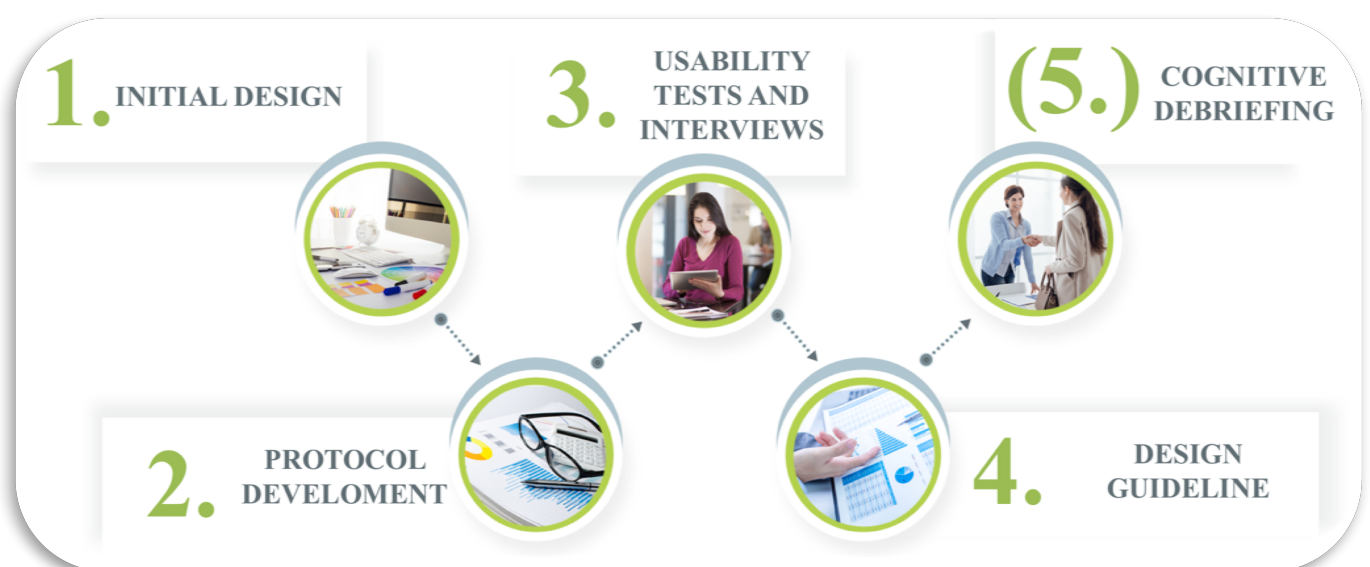 1. INITIAL DESIGN
2. PROTOCOL
DEVELOMENT
3. USABILITY
TESTS AND
INTERVIEWS
4. DESIGN
GUIDELINE
(5.) COGNITIVE
DEBRIEFING